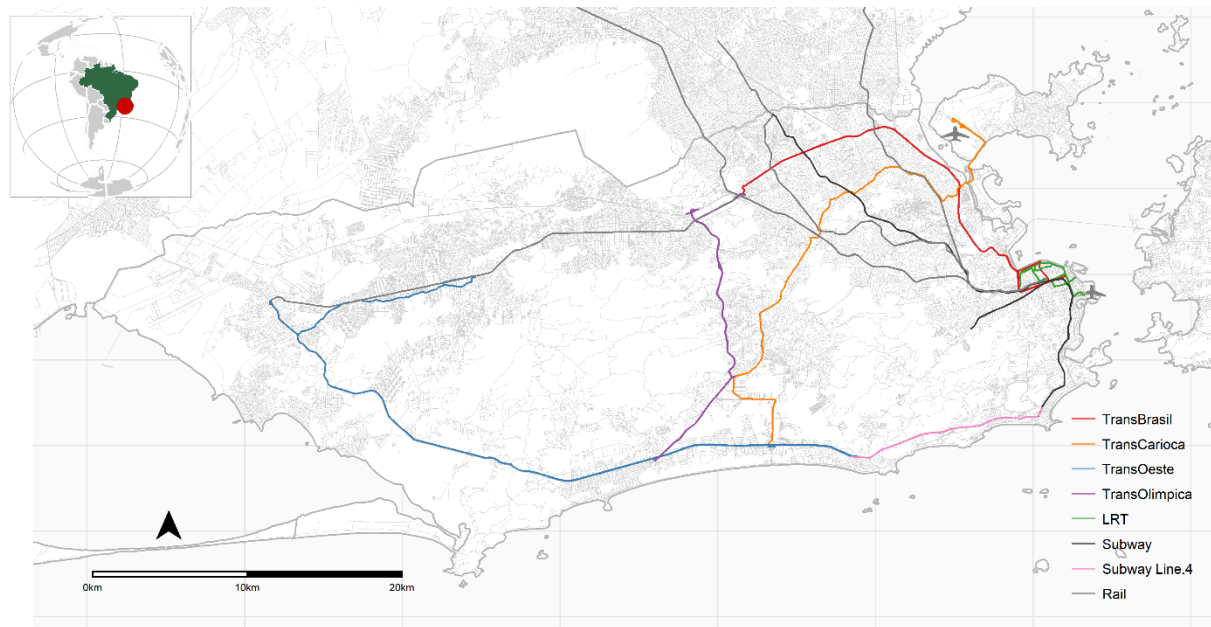 TransBrasil
TransCarioca
TransOeste
TransOlimpica
LRT
Subway
Subway Line.4
Rail
0km 10km 20km